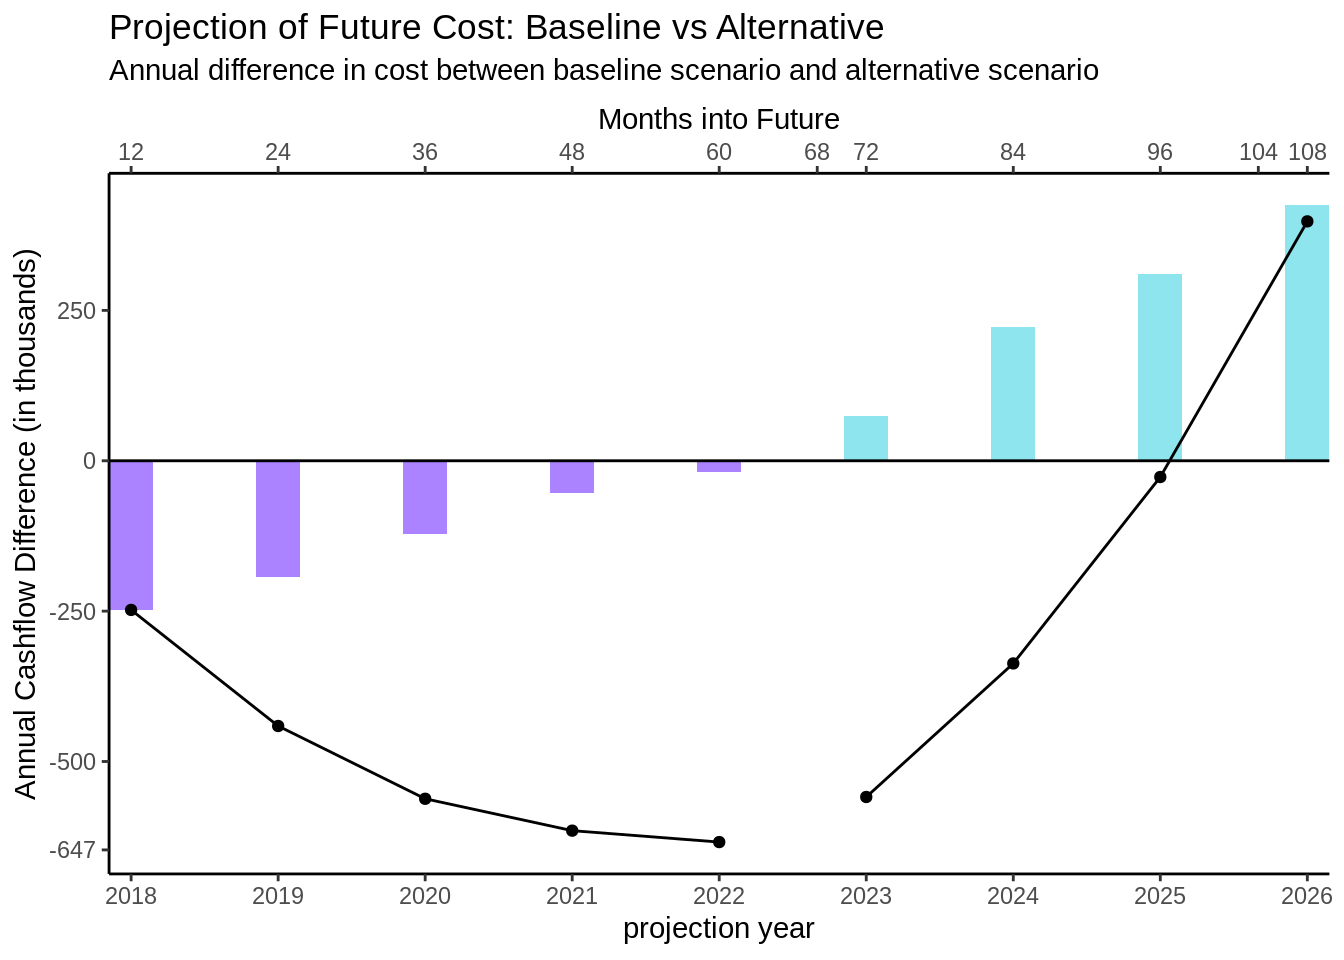 Projection of Future Cost: Baseline vs Alternative
Annual difference in cost between baseline scenario and alternative scenario
Months into Future
12 24 36 48 60 68 72 84 96 104 108
Annual Cashflow Difference (in thousands)
250
0
-250
-500
-647
2018 2019 2020 2021 2022 2023 2024 2025 2026
projection year